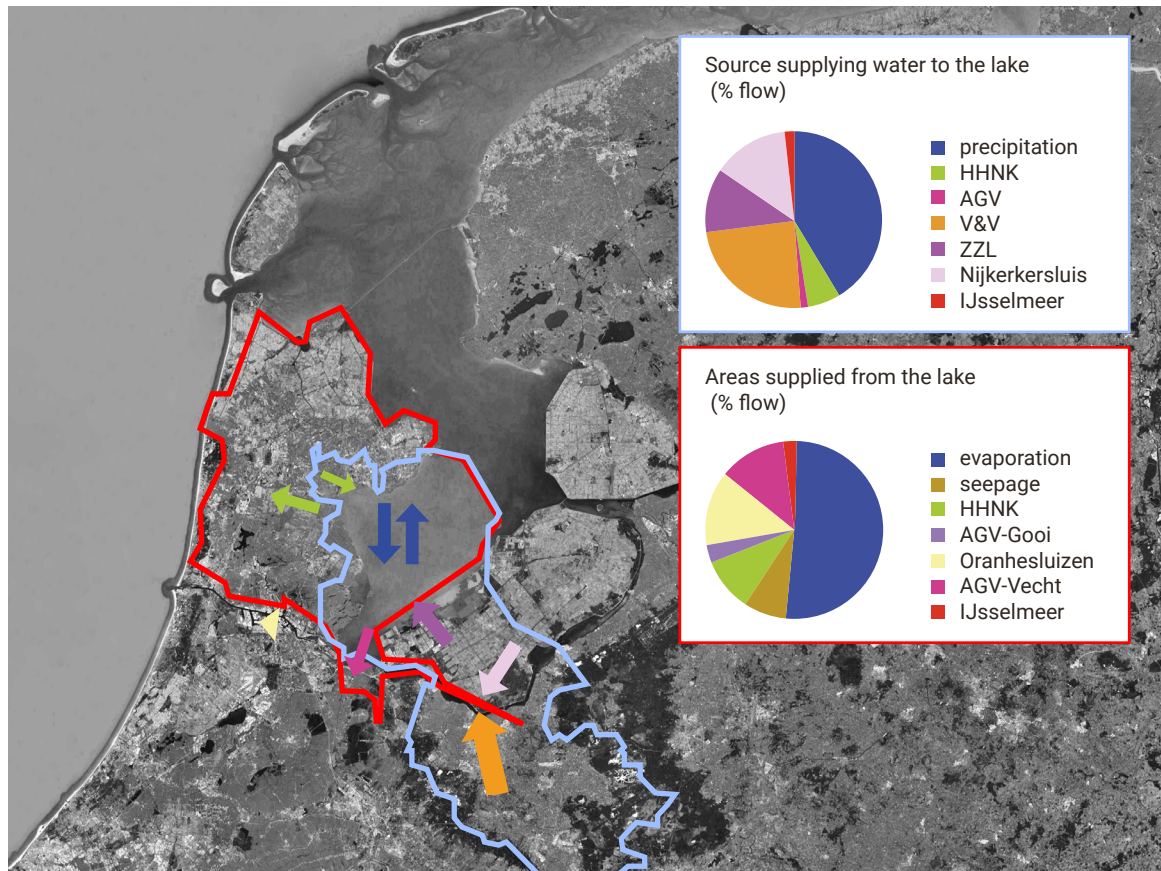 Source supplying water to the lake
(% flow)
precipitation
HHNK
AGV
V&V
ZZL
Nijkerkersluis
IJsselmeer
Areas supplied from the lake
(% flow)
evaporation
seepage
HHNK
AGV-Gooi
Oranhesluizen
AGV-Vecht
IJsselmeer